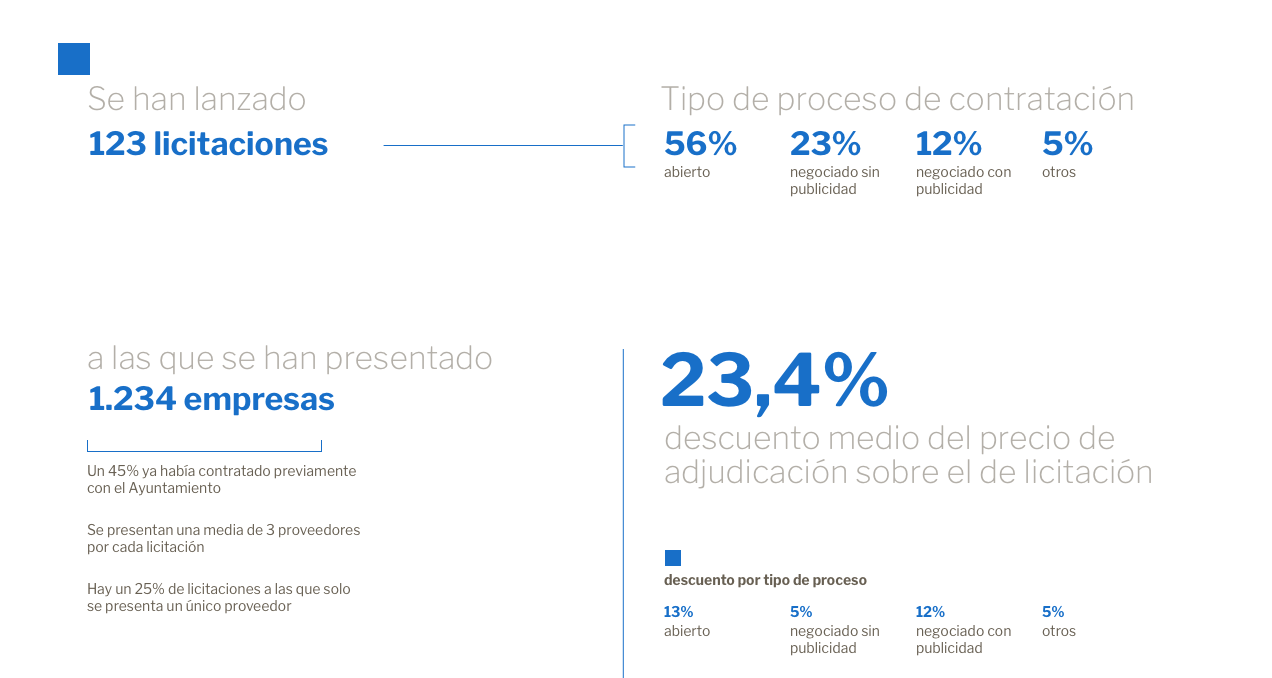 Se han lanzado
123 licitaciones
Tipo de proceso de contratación
56% 23% 12% 5%
abierto negociado sin negociado con otros
publicidad publicidad
a las que se han presentado
1.234 empresas
Un 45% ya había contratado previamente
con el Ayuntamiento
Se presentan una media de 3 proveedores
por cada licitación
Hay un 25% de licitaciones a las que solo
se presenta un único proveedor
23,4%
descuento medio del precio de
adjudicación sobre el de licitación
descuento por tipo de proceso
13% 5% 12% 5%
abierto negociado sin negociado con otros
publicidad publicidad